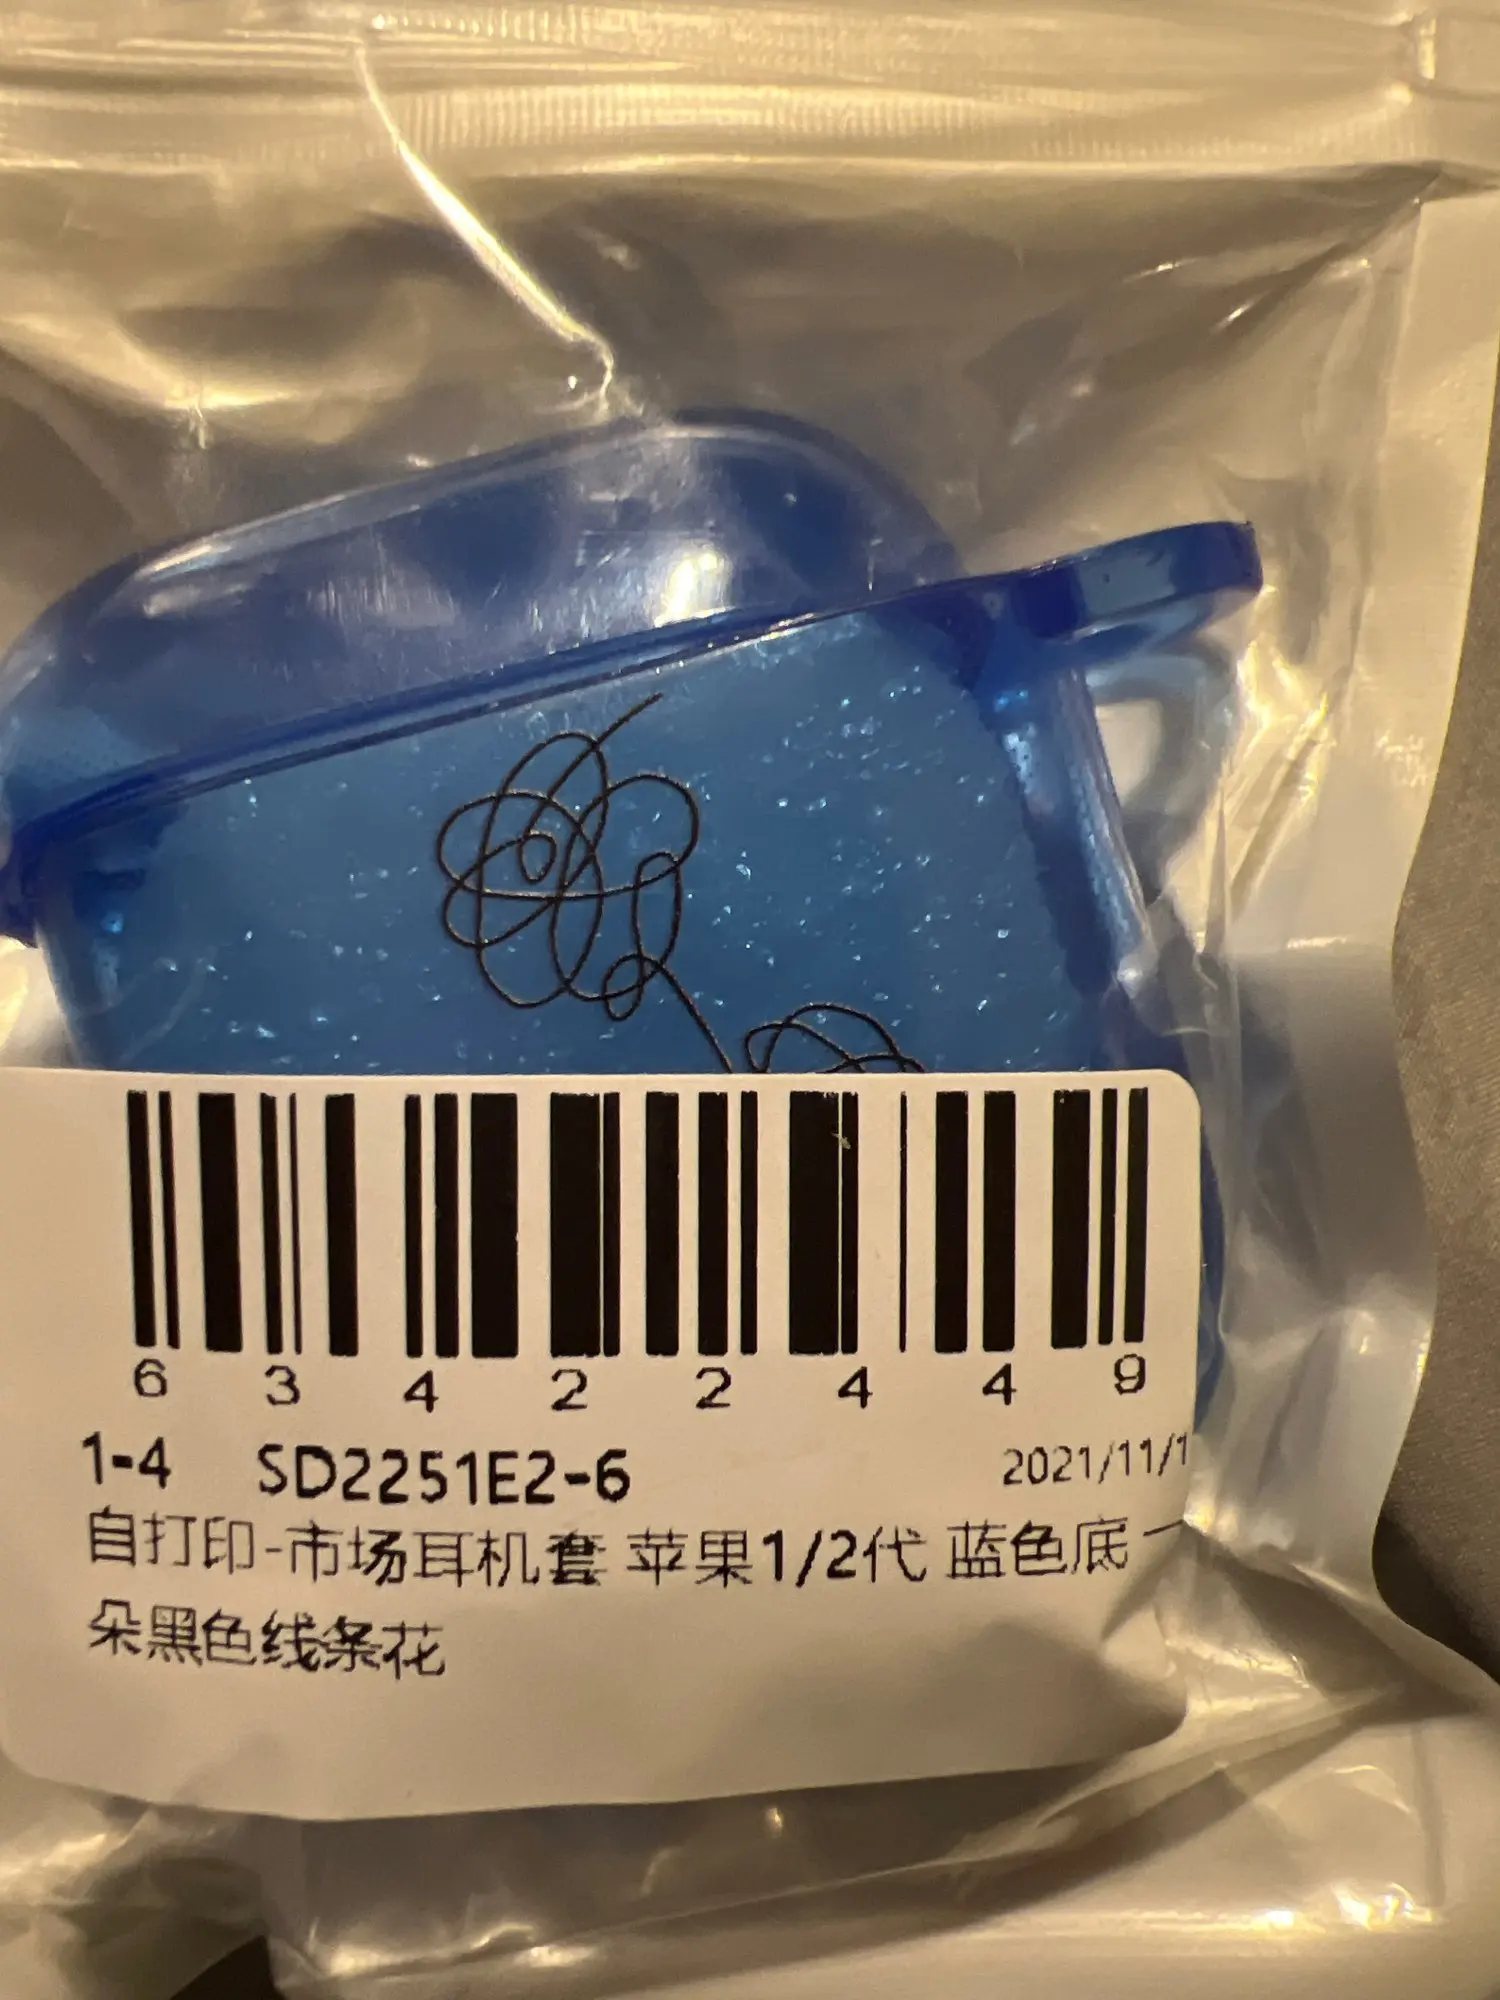 6 3 4 2 2 4 4 9
1-4 SD2251E2-6 2021/11/1
自打印-市场耳机套 苹果1/2代 蓝色底 一
朵黑色线条花